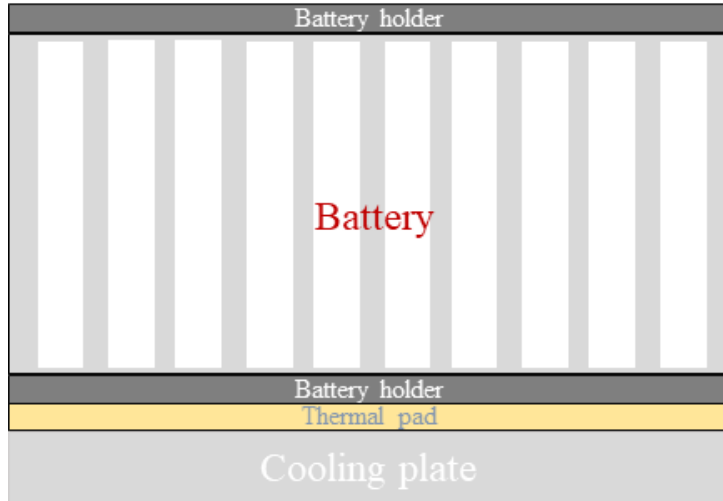 Battery holder
Battery
Battery holder
Thermal pad
Cooling plate